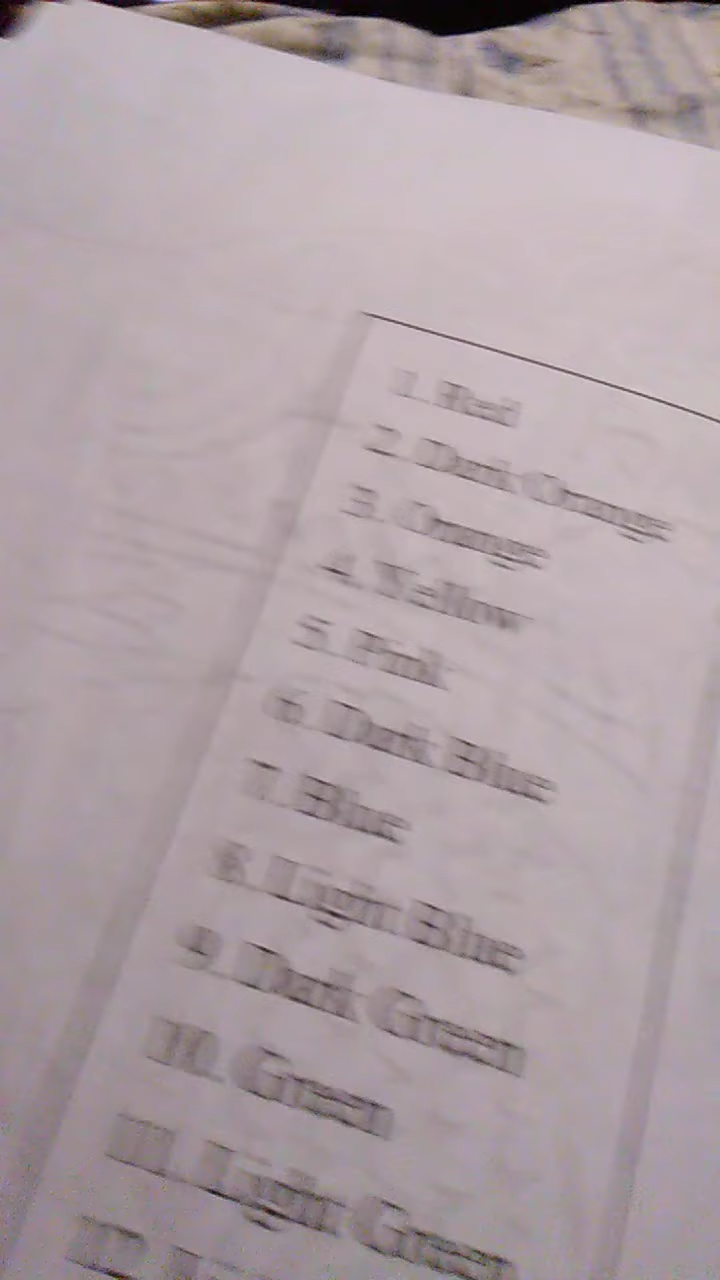 1. Red
2. Dark Orange
3. Orange
4. Yellow
5. Pink
6. Dark Blue
7. Blue
8. Light Blue
9. Dark Green
10. Green
11. Light Green
12.